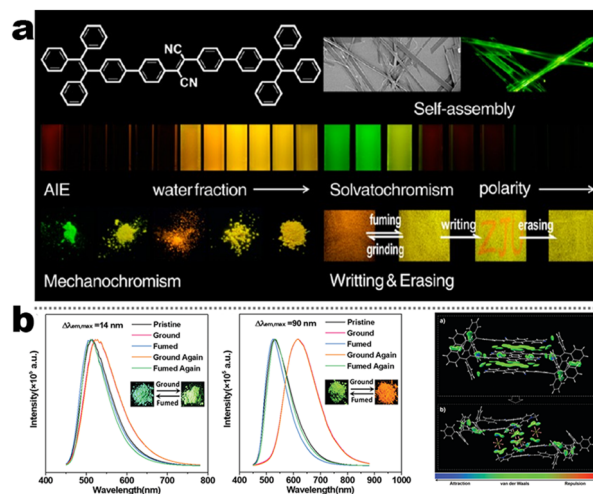 a
NC
CN
Self-assembly
AIE
water fraction
Solvatochromism
polarity
fuming
grinding
writing
erasing
Mechanochromism
Writting & Erasing
b
Δλem,max =14 nm
Pristine
Ground
Fumed
Ground Again
Fumed Again
Ground
Fumed
Intensity(×10⁵ a.u.)
400 500 600 700 800
Wavelength(nm)
Δλem,max =90 nm
Pristine
Ground
Fumed
Ground Again
Fumed Again
Ground
Fumed
Intensity(×10⁵ a.u.)
400 500 600 700 800 900
Wavelength(nm)
a)
b)
Attraction van der Waals Repulsion